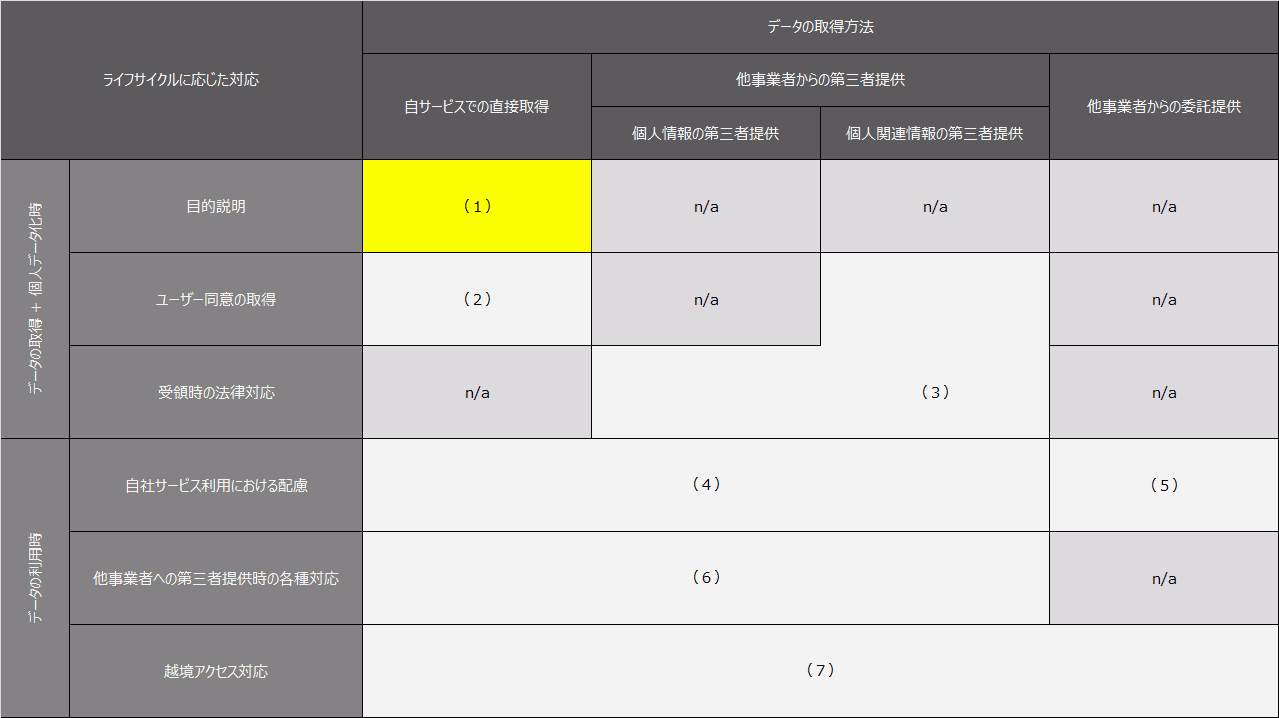 データの取得方法
ライフサイクルに応じた対応
自サービスでの直接取得
他事業者からの第三者提供
他事業者からの委託提供
個人情報の第三者提供
個人関連情報の第三者提供
データの取得 + 個人データ化時
目的説明
（1）
n/a
n/a
n/a
ユーザー同意の取得
（2）
n/a
n/a
受領時の法律対応
n/a
（3）
n/a
データの利用時
自社サービス利用における配慮
（4）
（5）
他事業者への第三者提供時の各種対応
（6）
n/a
越境アクセス対応
（7）